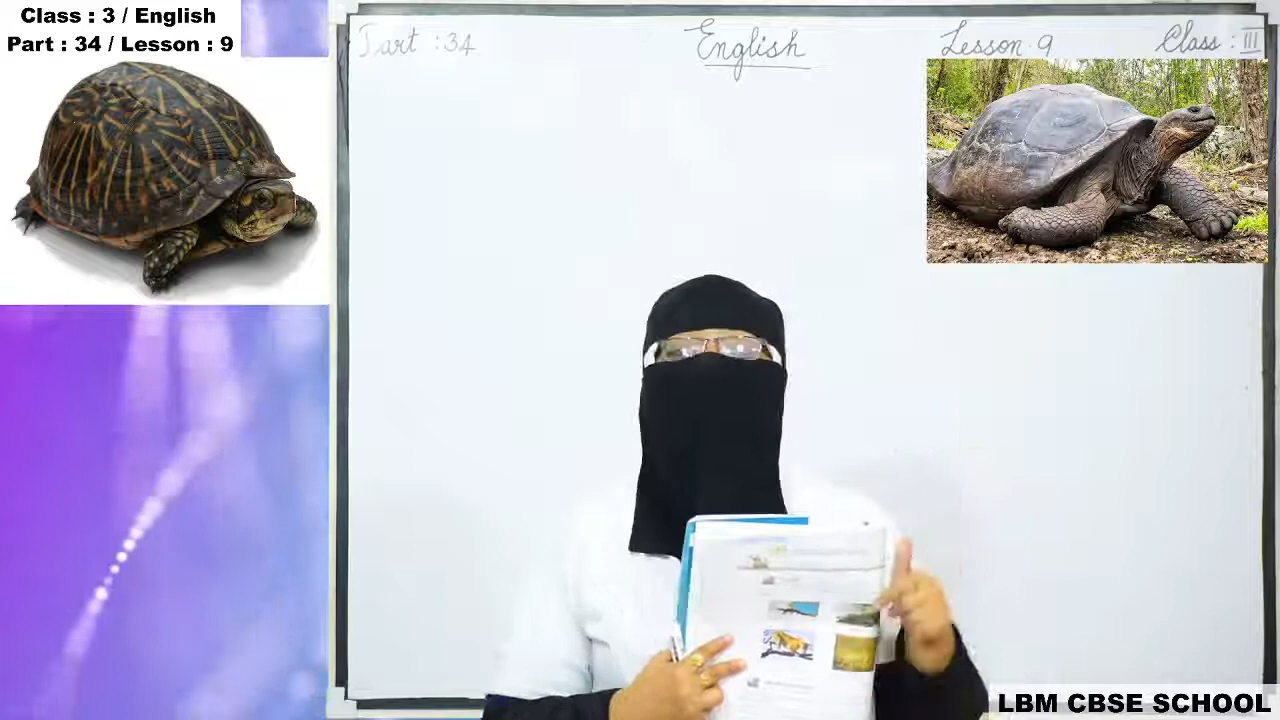 Class : 3 / English
Part : 34 / Lesson : 9
Part : 34 English Lesson 9 Class : III
LBM CBSE SCHOOL